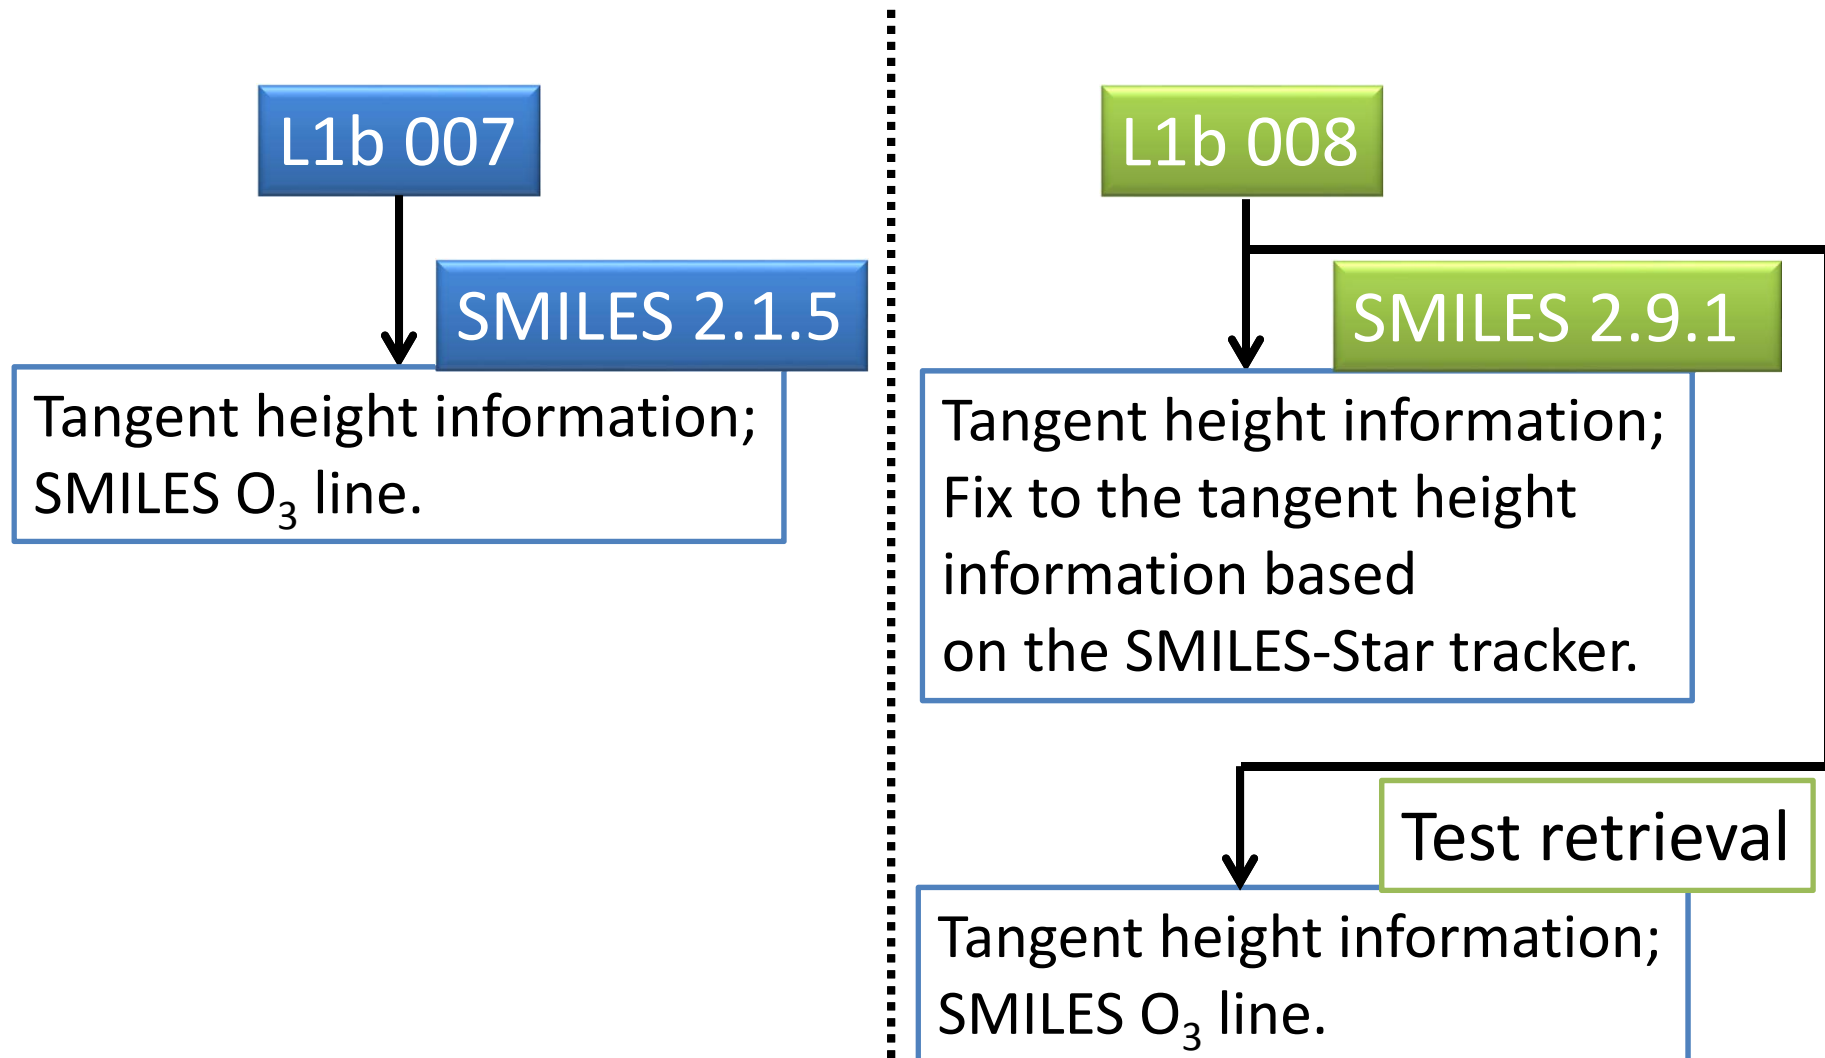 L1b 007
SMILES 2.1.5
Tangent height information;
SMILES O₃ line.
L1b 008
SMILES 2.9.1
Tangent height information;
Fix to the tangent height
information based
on the SMILES-Star tracker.
Test retrieval
Tangent height information;
SMILES O₃ line.